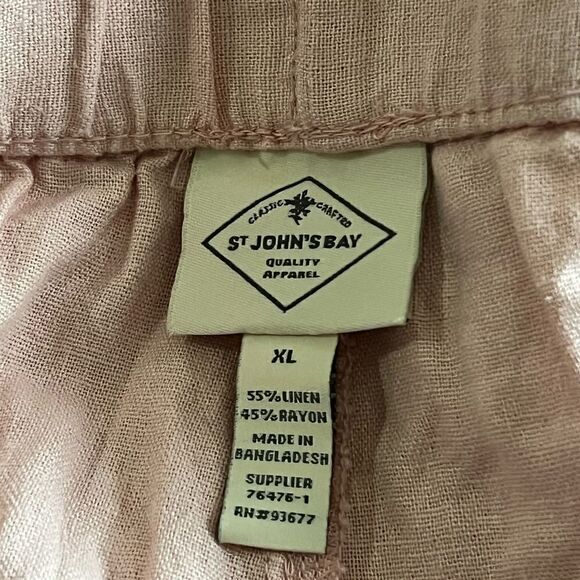 CLASSIC CRAFTED
ST JOHN'S BAY
QUALITY
APPAREL
XL
55% LINEN
45% RAYON
MADE IN
BANGLADESH
SUPPLIER
76476-1
RN#93677